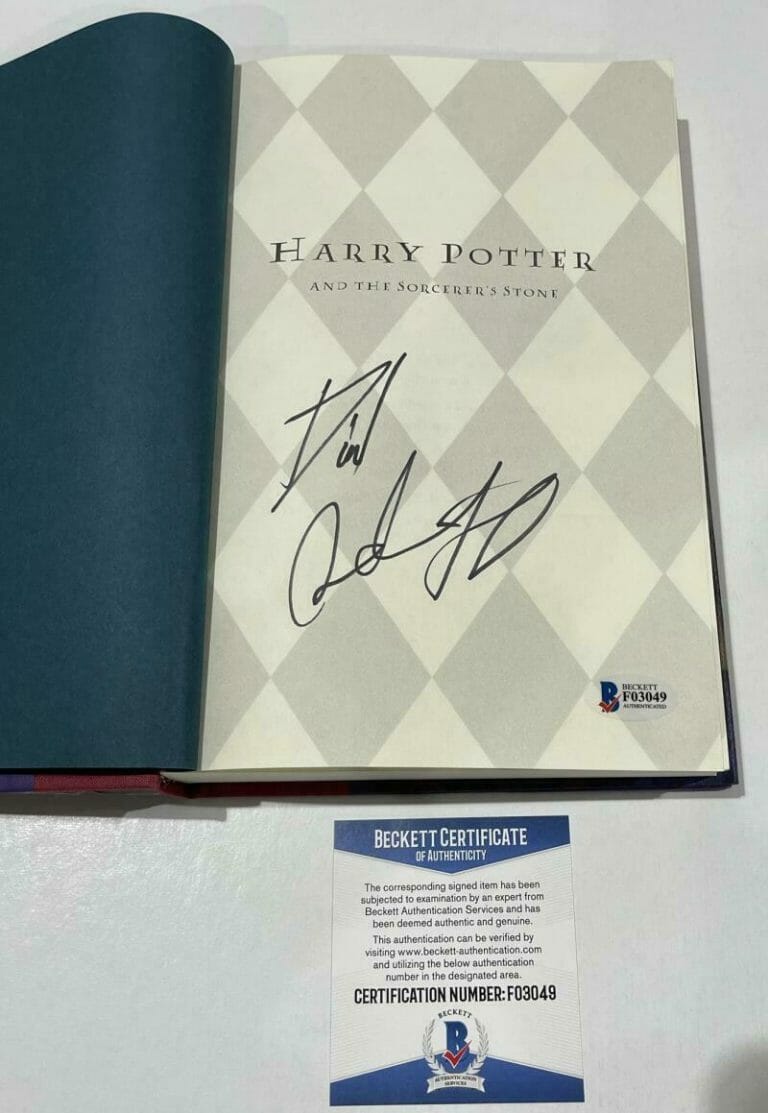 HARRY POTTER
AND THE SORCERER'S STONE
B
BECKETT
F03049
AUTHENTICATED
BECKETT CERTIFICATE
OF AUTHENTICITY
The corresponding signed item has been
subjected to examination by an expert from
Beckett Authentication Services and has
been deemed authentic and genuine.
This authentication can be verified by
visiting www.beckett-authentication.com
and utilizing the below authentication
number in the designated area.
CERTIFICATION NUMBER: F03049
BECKETT
B
AUTHENTICATION
SERVICES